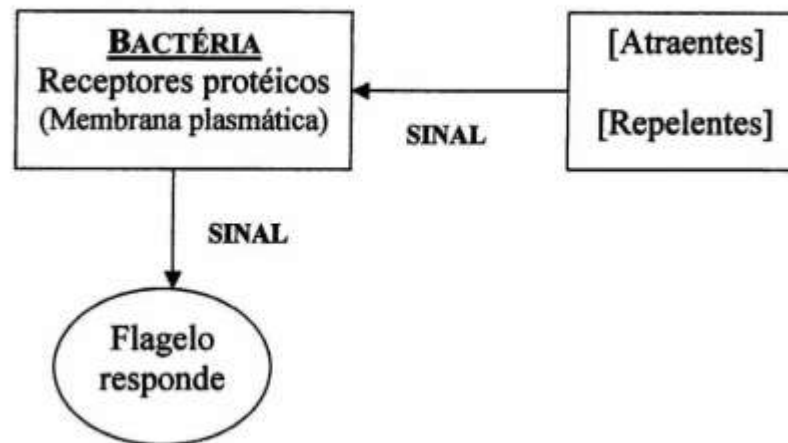 BACTÉRIA
Receptores protéicos
(Membrana plasmática)
[Atraentes]
[Repelentes]
SINAL
SINAL
Flagelo
responde